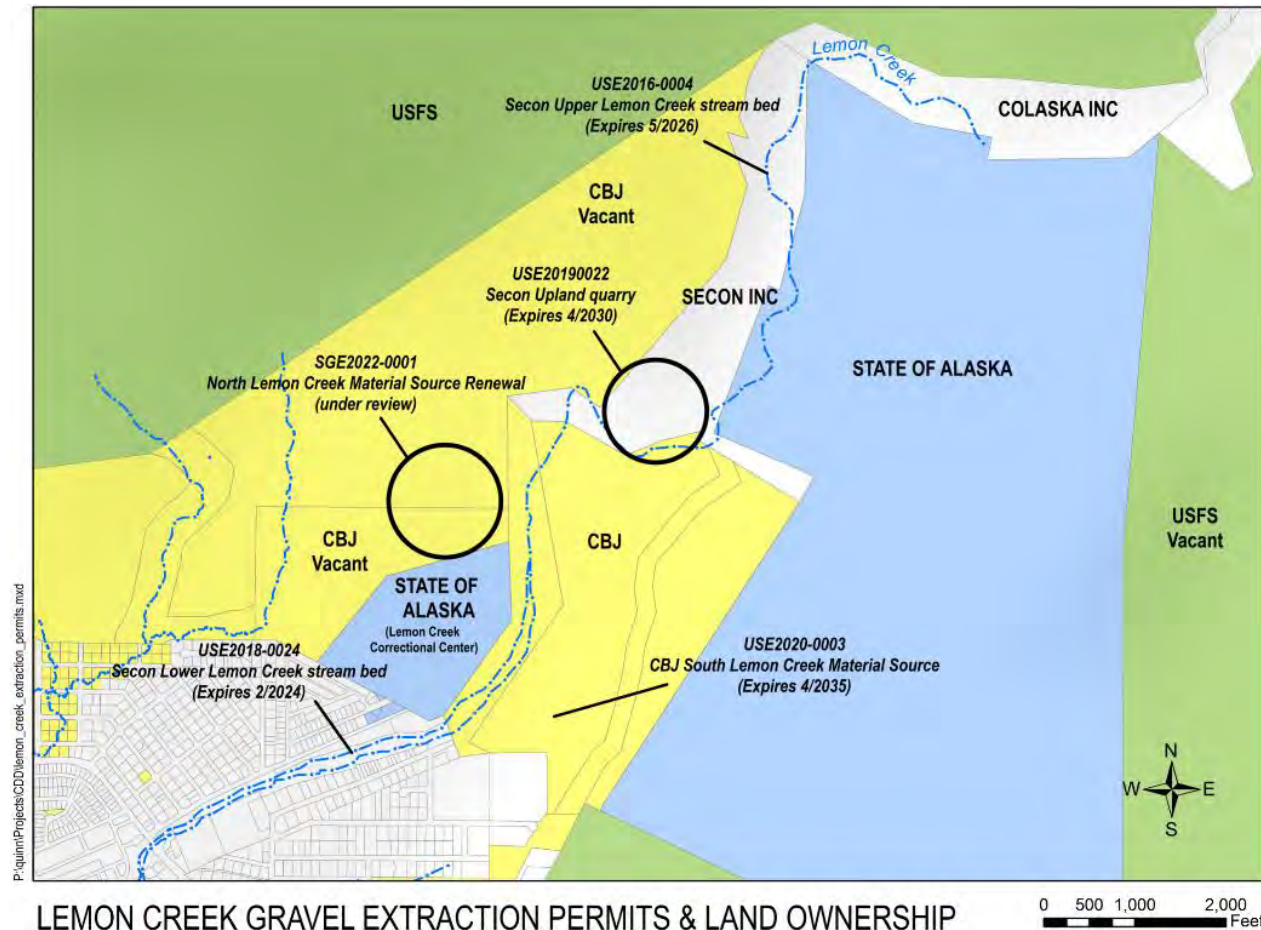 Lemon Creek
USE2016-0004
Secon Upper Lemon Creek stream bed
(Expires 5/2026)
COLASKA INC
USFS
CBJ
Vacant
USE20190022
Secon Upland quarry
(Expires 4/2030)
SECON INC
SGE2022-0001
North Lemon Creek Material Source Renewal
(under review)
STATE OF ALASKA
USFS
Vacant
CBJ
Vacant
CBJ
STATE OF
ALASKA
(Lemon Creek
Correctional Center)
USE2018-0024
Secon Lower Lemon Creek stream bed
(Expires 2/2024)
USE2020-0003
CBJ South Lemon Creek Material Source
(Expires 4/2035)
N
W E
S
P:\quinn\Projects\CDD\lemon_creek_extraction_permits.mxd
LEMON CREEK GRAVEL EXTRACTION PERMITS & LAND OWNERSHIP
0 500 1,000 2,000
Feet